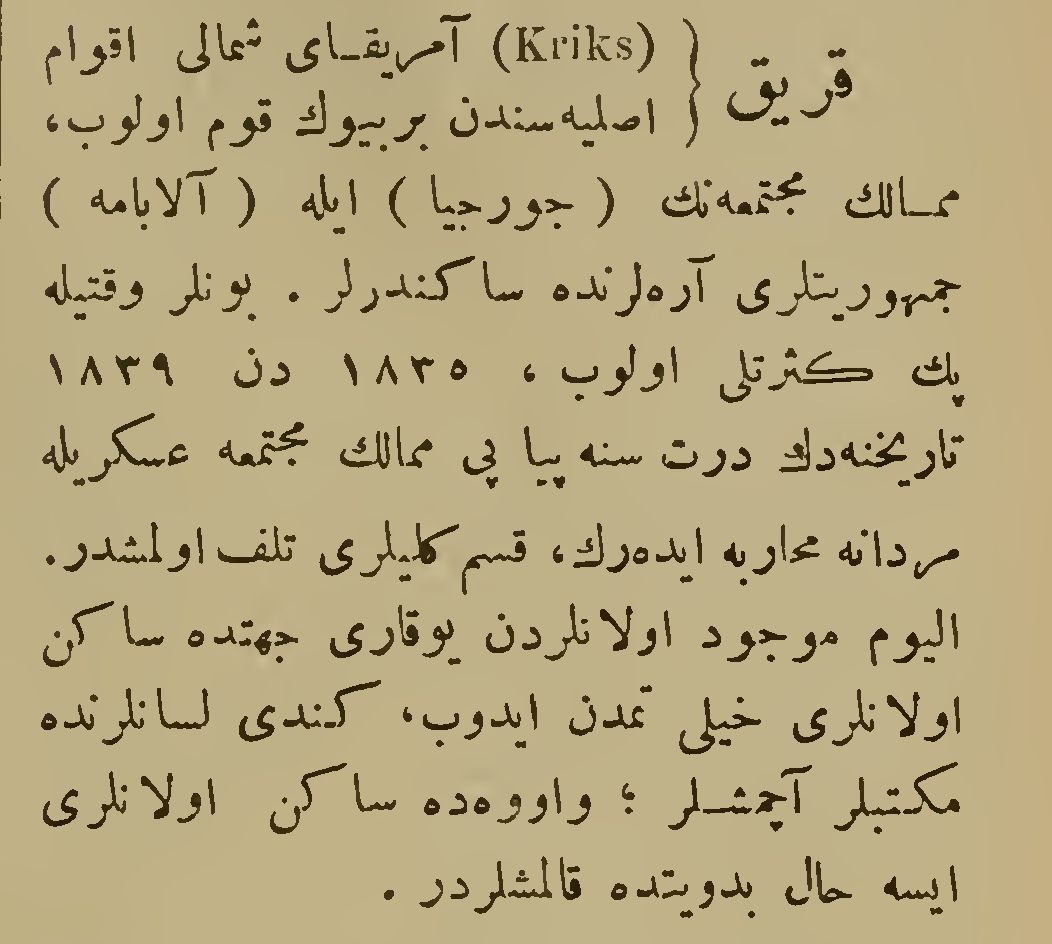 قريق { (Kriks) آمريقـاى شمالى اقوام
اصليه‌سندن بر بيوك قوم اولوب،
ممـالك مجتمعه‌نك ( جورجيا ) ايله ( آلابامه )
جمهوريتلرى آره‌لرنده ساكندرلر . بونلر وقتيله
پك كثرتلى اولوب ، ١٨٣٥ دن ١٨٣٩
تاريخنه‌دك درت سنه پياپى ممالك مجتمعه عسكريله
مردانه محاربه ايده‌رك، قسم كليلرى تلف اولمشدر.
اليوم موجود اولانلردن يوقارى جهتده ساكن
اولانلرى خيلى تمدن ايدوب، كندى لسانلرنده
مكتبلر آچمشـلر ؛ واووه‌ده ساكن اولانلرى
ايسه حال بدويتده قالمشلردر .